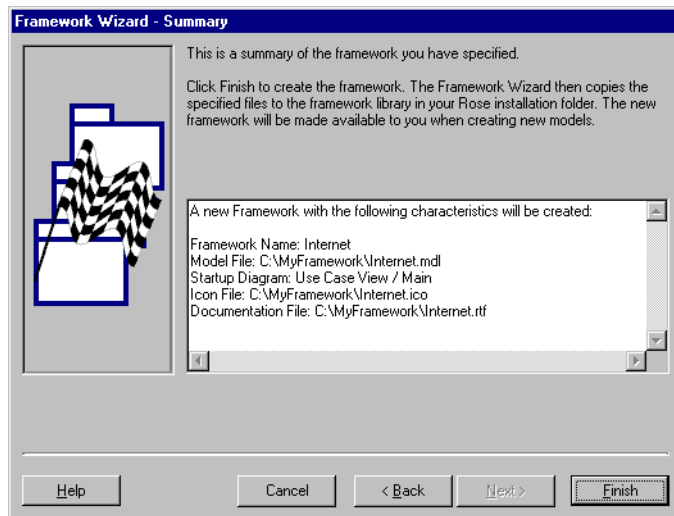 Framework Wizard - Summary
This is a summary of the framework you have specified.
Click Finish to create the framework. The Framework Wizard then copies the
specified files to the framework library in your Rose installation folder. The new
framework will be made available to you when creating new models.
A new Framework with the following characteristics will be created:
Framework Name: Internet
Model File: C:\MyFramework\Internet.mdl
Startup Diagram: Use Case View / Main
Icon File: C:\MyFramework\Internet.ico
Documentation File: C:\MyFramework\Internet.rtf
Help
Cancel
< Back
Next >
Finish